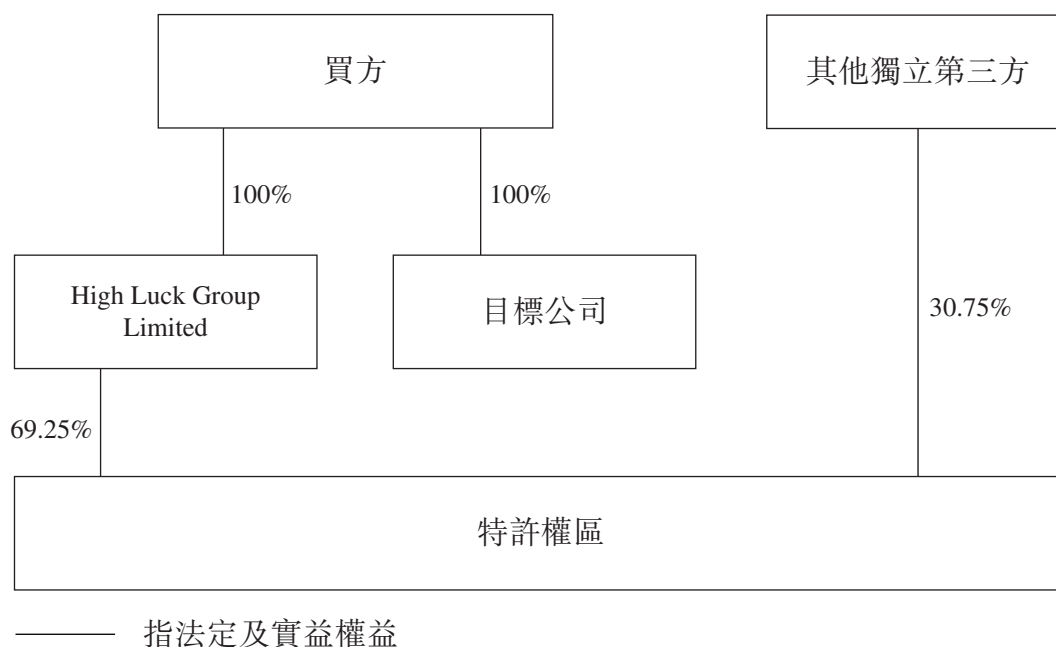 買方
其他獨立第三方
100%
100%
High Luck Group
Limited
目標公司
30.75%
69.25%
特許權區
指法定及實益權益